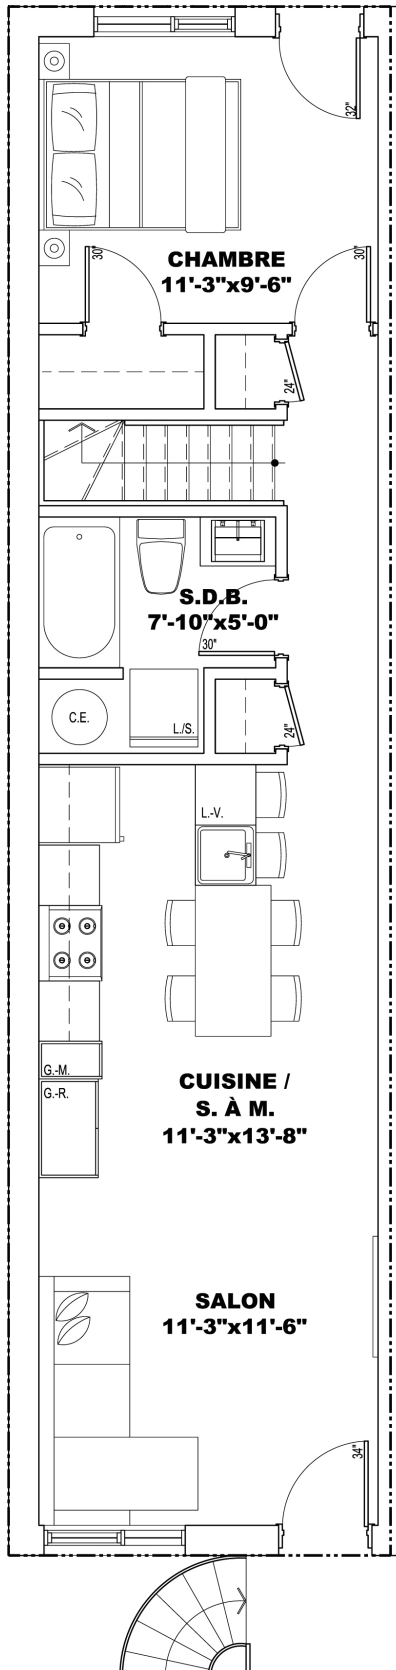 32"
30"
30"
CHAMBRE
11'-3"x9'-6"
24"
S.D.B.
7'-10"x5'-0"
30"
C.E.
L./S.
24"
L.-V.
G.-M.
G.-R.
CUISINE /
S. À M.
11'-3"x13'-8"
SALON
11'-3"x11'-6"
34"